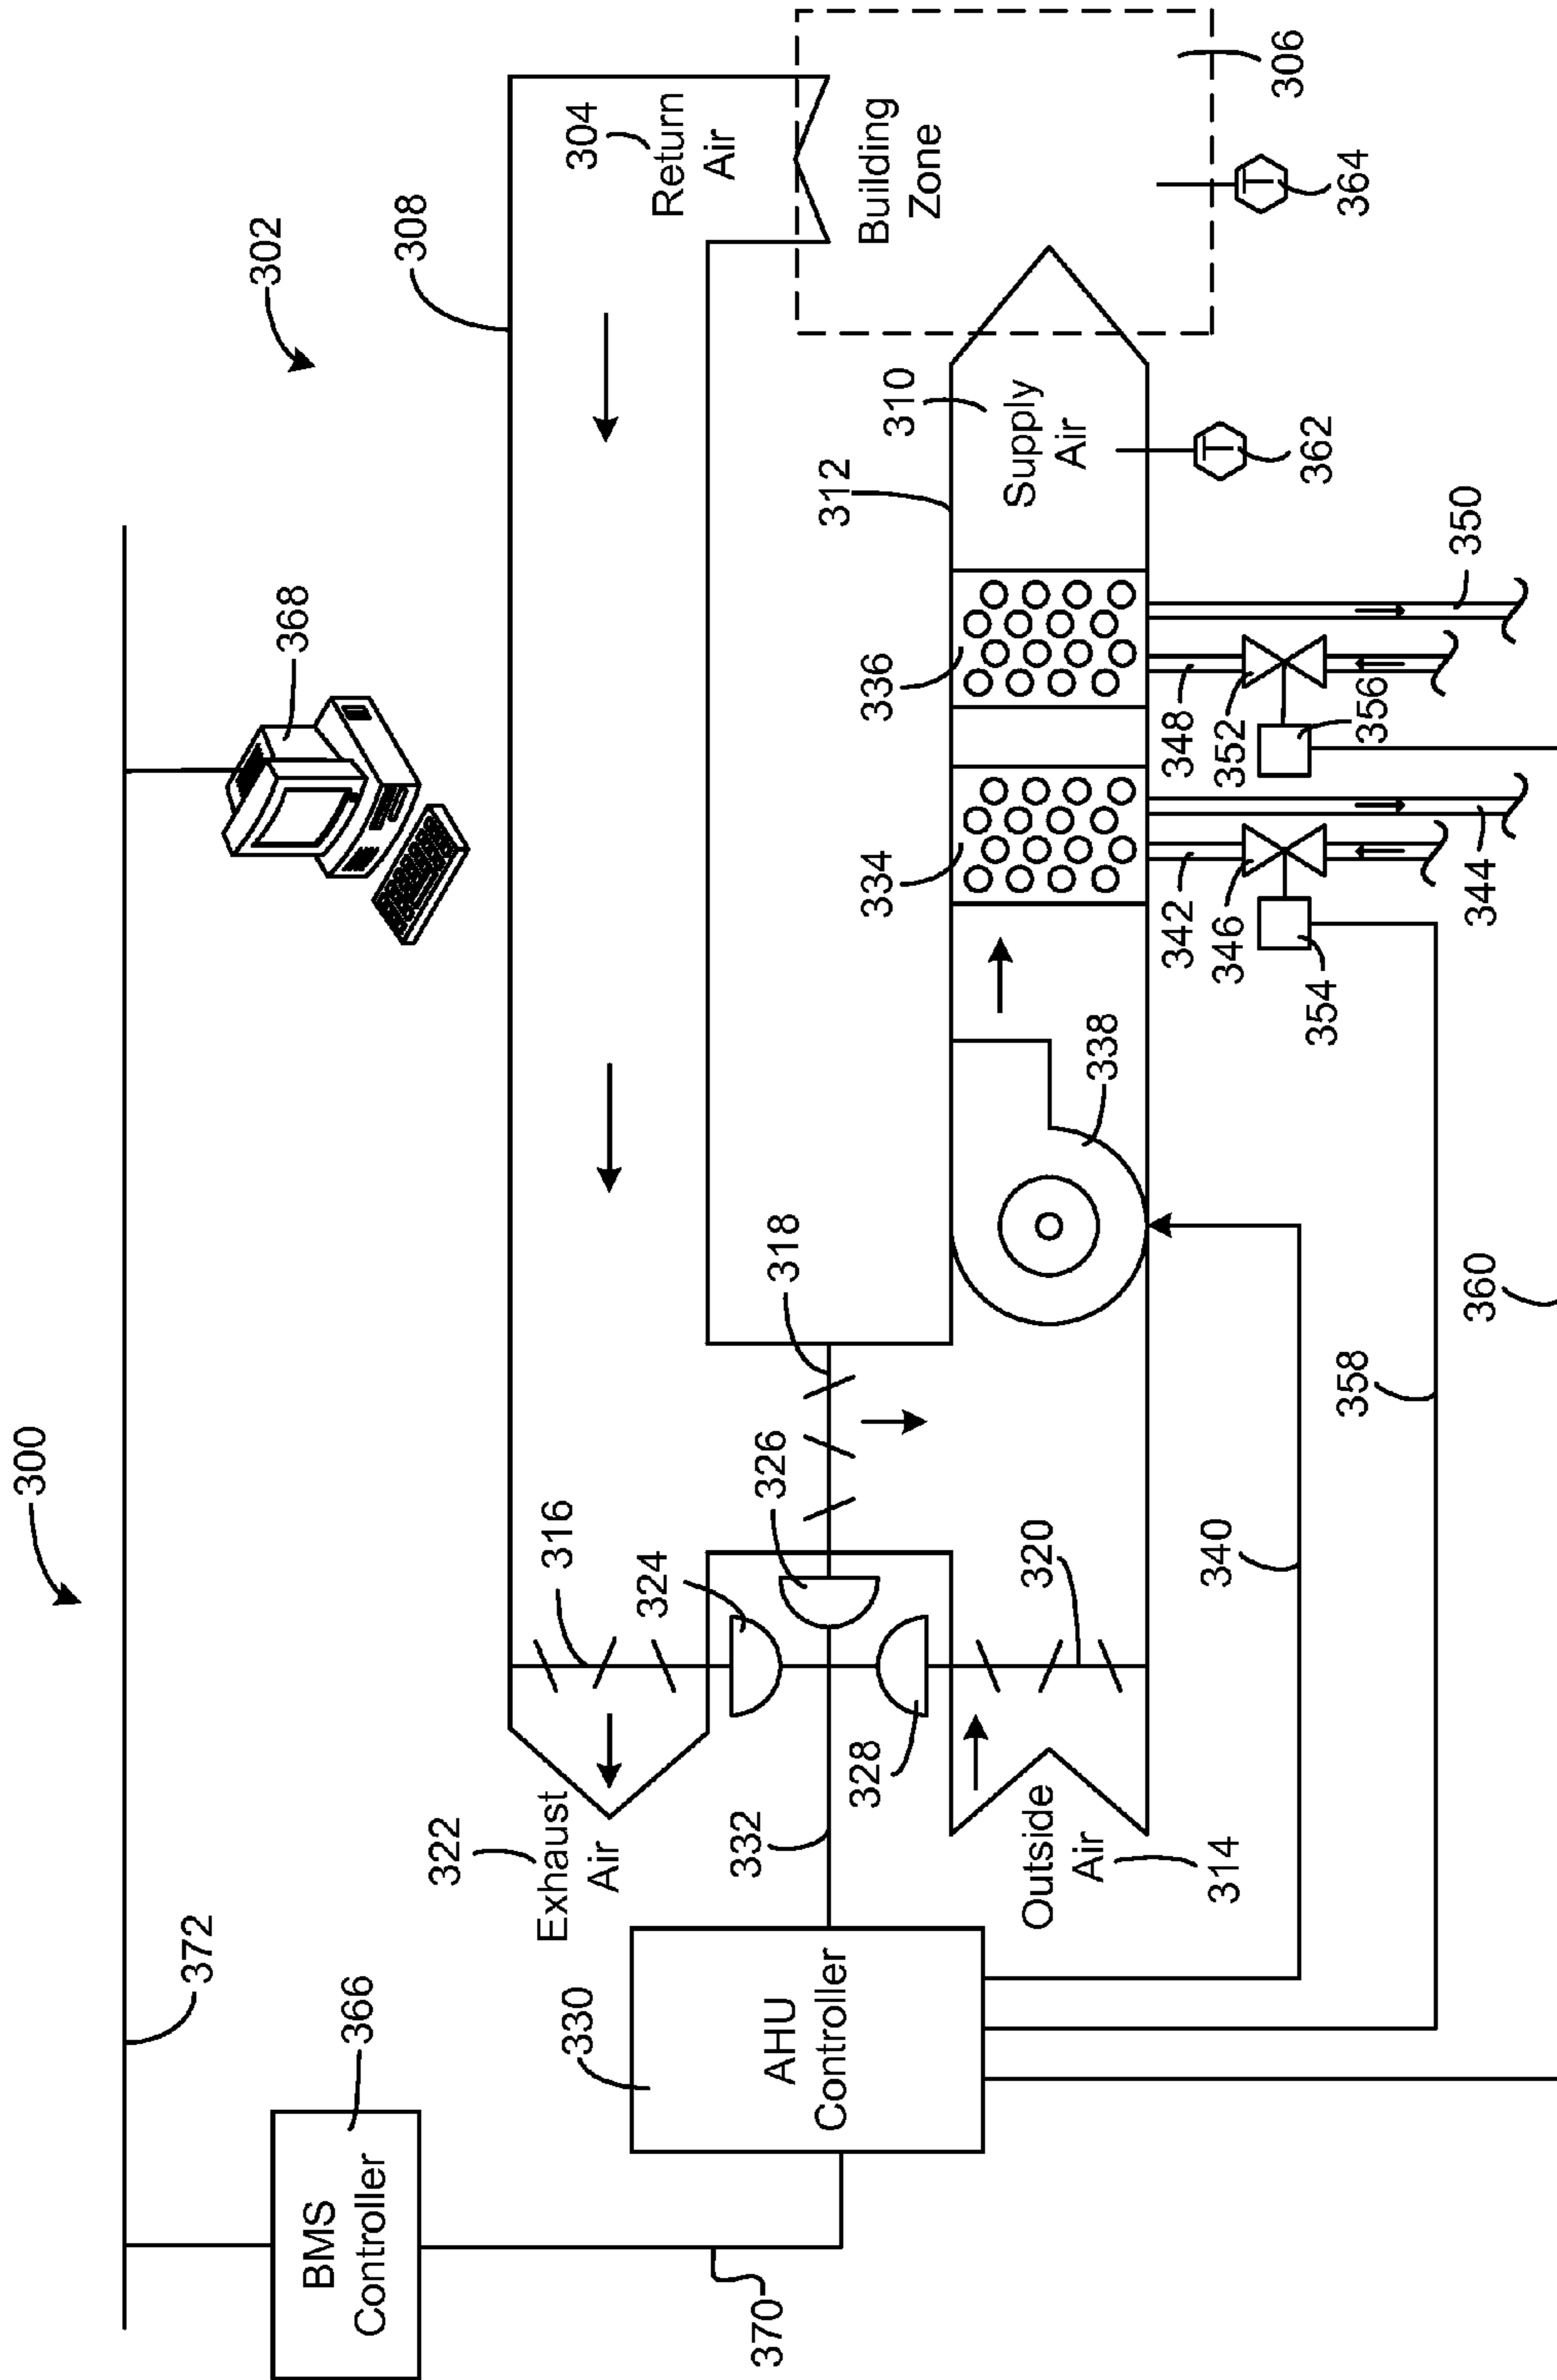 300
372
302
368
366
BMS
Controller
370
308
304
Return
Air
316
324
322
Exhaust
Air
318
326
332
330
AHU
Controller
328
320
Outside
Air
314
338
340
334
336
312
310
Supply
Air
Building
Zone
306
364
T
362
T
342
346
354
344
348
352
356
350
358
360